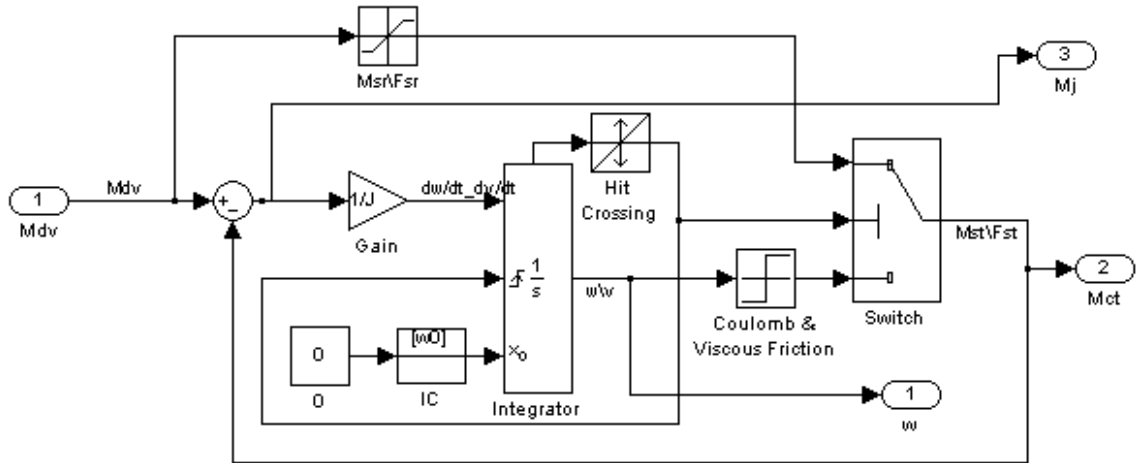 Msr\Fsr
3
Mj
1
Mdv
Mdv
+
-
1/J
Gain
dw/dt_dv/dt
Hit
Crossing
1
s
xo
Integrator
w\v
0
0
[w0]
IC
Coulomb &
Viscous Friction
Switch
Mst\Fst
2
Mct
1
w